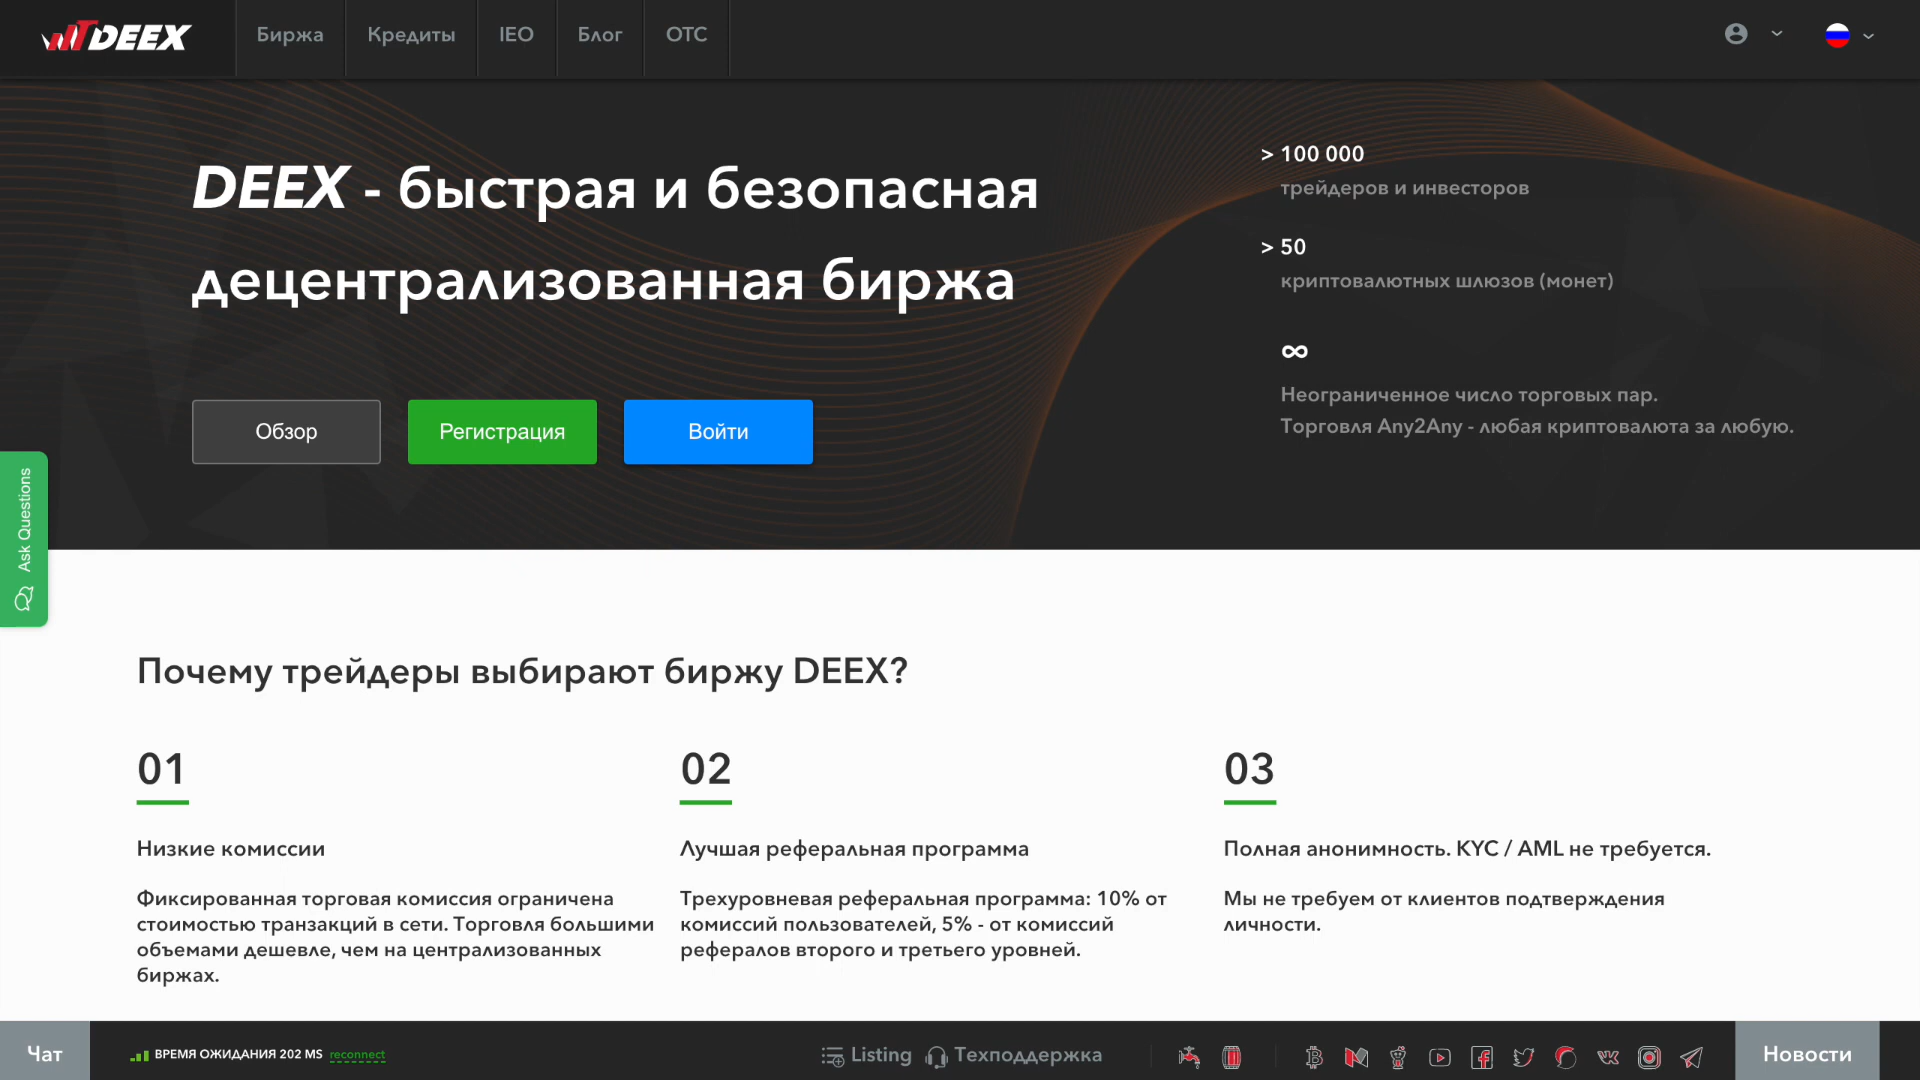 DEEX
Биржа
Кредиты
IEO
Блог
OTC
DEEX - быстрая и безопасная
децентрализованная биржа
Обзор
Регистрация
Войти
> 100 000
трейдеров и инвесторов
> 50
криптовалютных шлюзов (монет)
∞
Неограниченное число торговых пар.
Торговля Any2Any - любая криптовалюта за любую.
Ask Questions
Почему трейдеры выбирают биржу DEEX?
01
Низкие комиссии
Фиксированная торговая комиссия ограничена
стоимостью транзакций в сети. Торговля большими
объемами дешевле, чем на централизованных
биржах.
02
Лучшая реферальная программа
Трехуровневая реферальная программа: 10% от
комиссий пользователей, 5% - от комиссий
рефералов второго и третьего уровней.
03
Полная анонимность. KYC / AML не требуется.
Мы не требуем от клиентов подтверждения
личности.
Чат
ВРЕМЯ ОЖИДАНИЯ 202 MS reconnect
Listing
Техподдержка
Новости